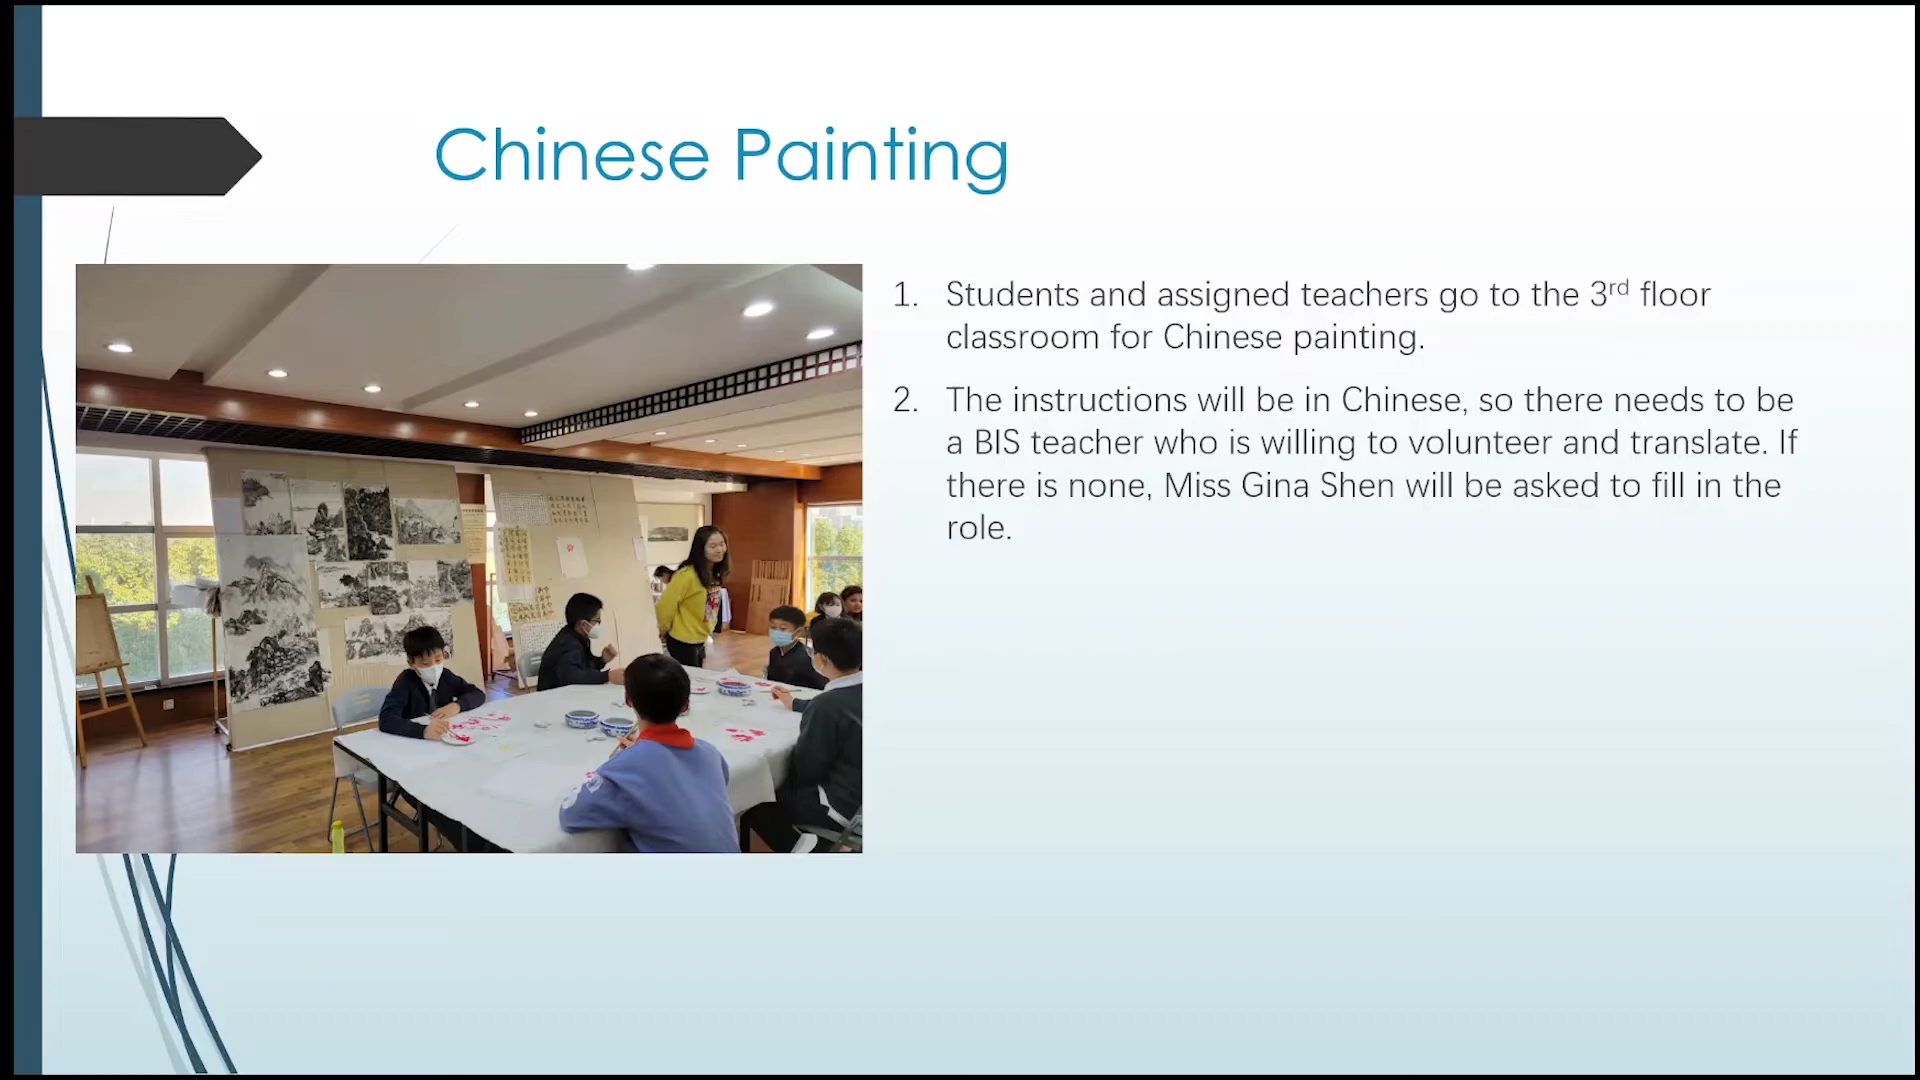 Chinese Painting
1. Students and assigned teachers go to the 3rd floor
classroom for Chinese painting.
2. The instructions will be in Chinese, so there needs to be
a BIS teacher who is willing to volunteer and translate. If
there is none, Miss Gina Shen will be asked to fill in the
role.